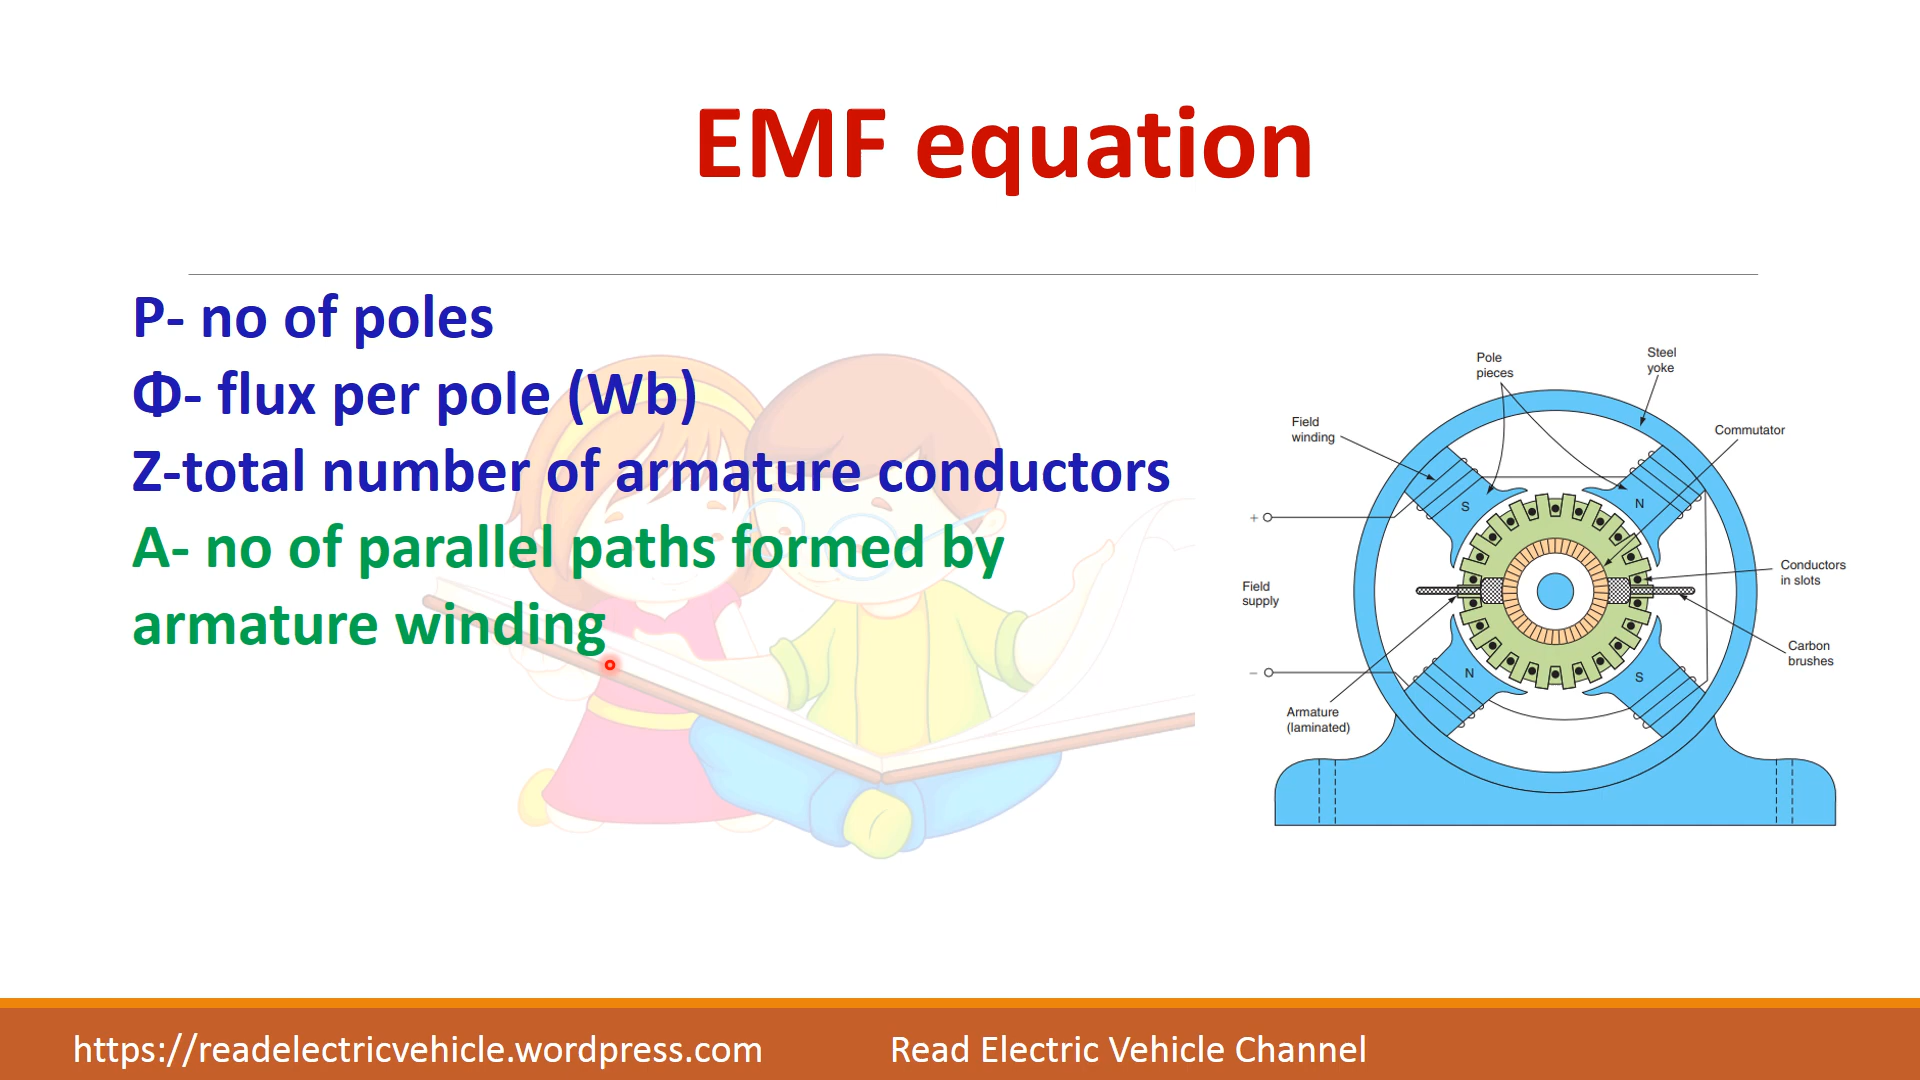 EMF equation
P- no of poles
Φ- flux per pole (Wb)
Z-total number of armature conductors
A- no of parallel paths formed by
armature winding
Pole
pieces
Steel
yoke
Field
winding
Commutator
S
N
+
Conductors
in slots
Field
supply
Carbon
brushes
N
S
−
Armature
(laminated)
https://readelectricvehicle.wordpress.com
Read Electric Vehicle Channel